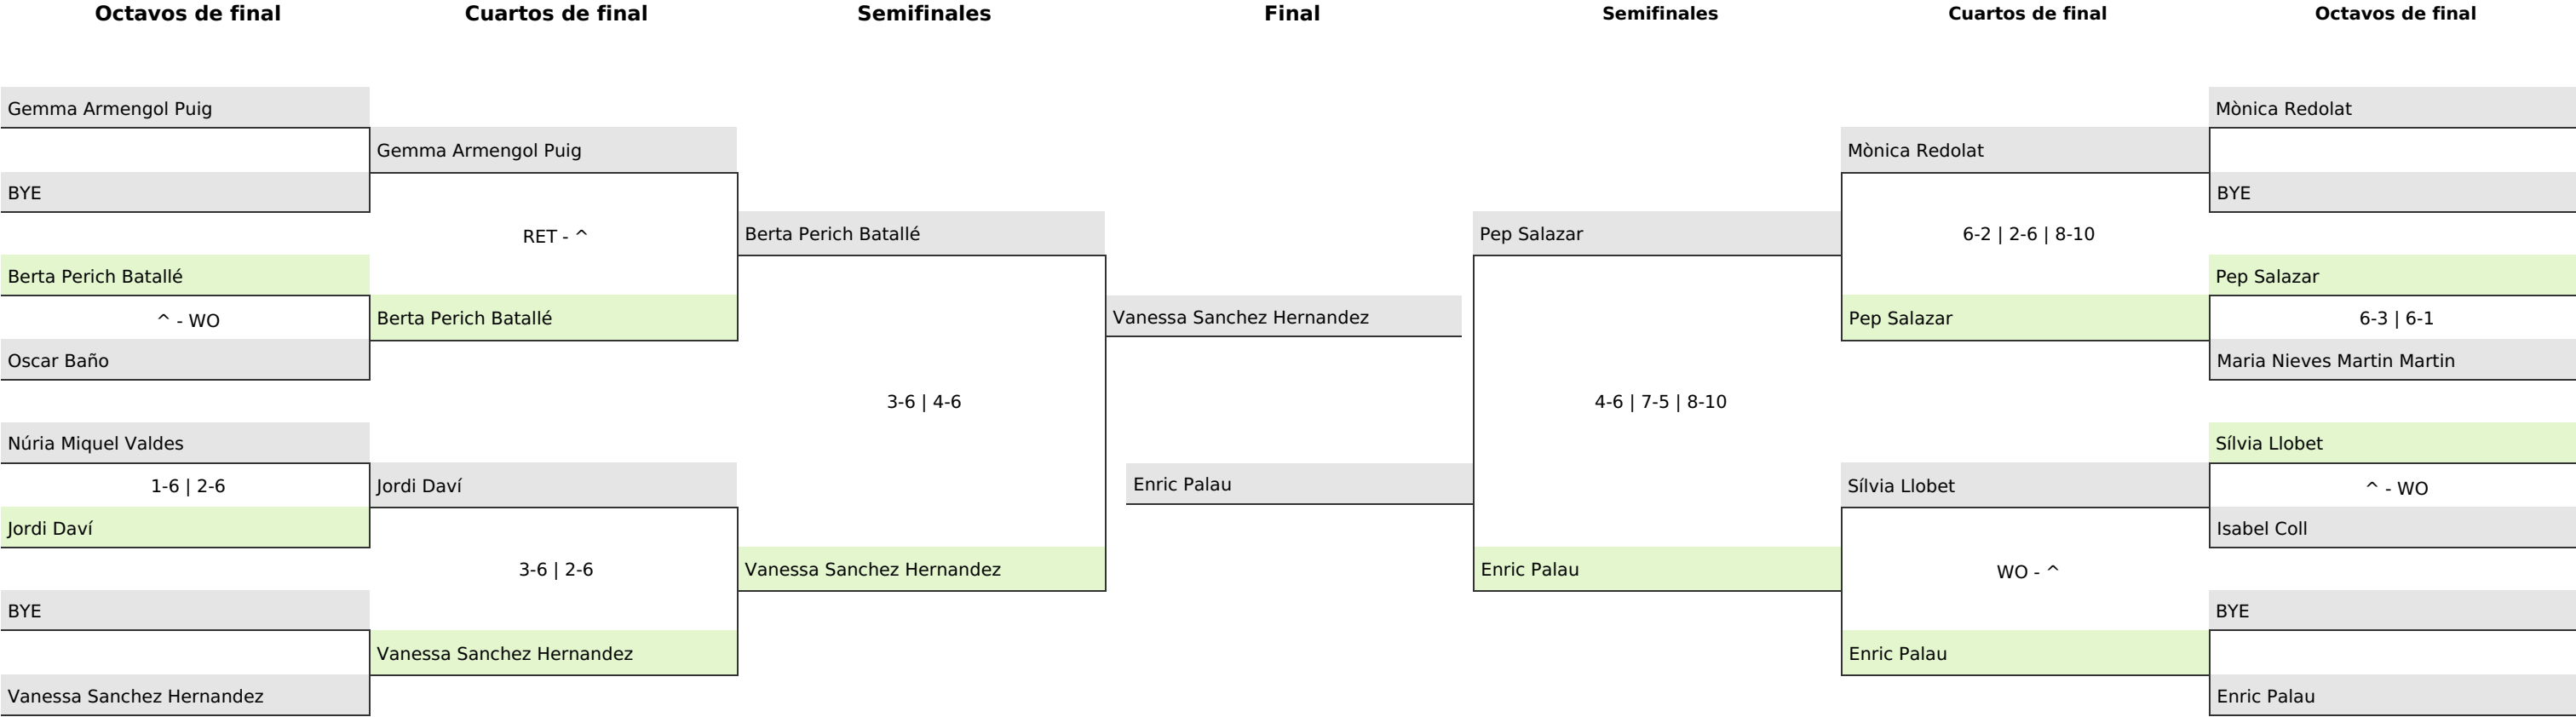 Octavos de final
Cuartos de final
Semifinales
Final
Semifinales
Cuartos de final
Octavos de final
Gemma Armengol Puig
BYE
Berta Perich Batallé
^ - WO
Oscar Baño
Núria Miquel Valdes
1-6 | 2-6
Jordi Daví
BYE
Vanessa Sanchez Hernandez
Gemma Armengol Puig
RET - ^
Berta Perich Batallé
Jordi Daví
3-6 | 2-6
Vanessa Sanchez Hernandez
Berta Perich Batallé
3-6 | 4-6
Vanessa Sanchez Hernandez
Vanessa Sanchez Hernandez
Enric Palau
Pep Salazar
4-6 | 7-5 | 8-10
Enric Palau
Mònica Redolat
6-2 | 2-6 | 8-10
Pep Salazar
Sílvia Llobet
WO - ^
Enric Palau
Mònica Redolat
BYE
Pep Salazar
6-3 | 6-1
Maria Nieves Martin Martin
Sílvia Llobet
^ - WO
Isabel Coll
BYE
Enric Palau